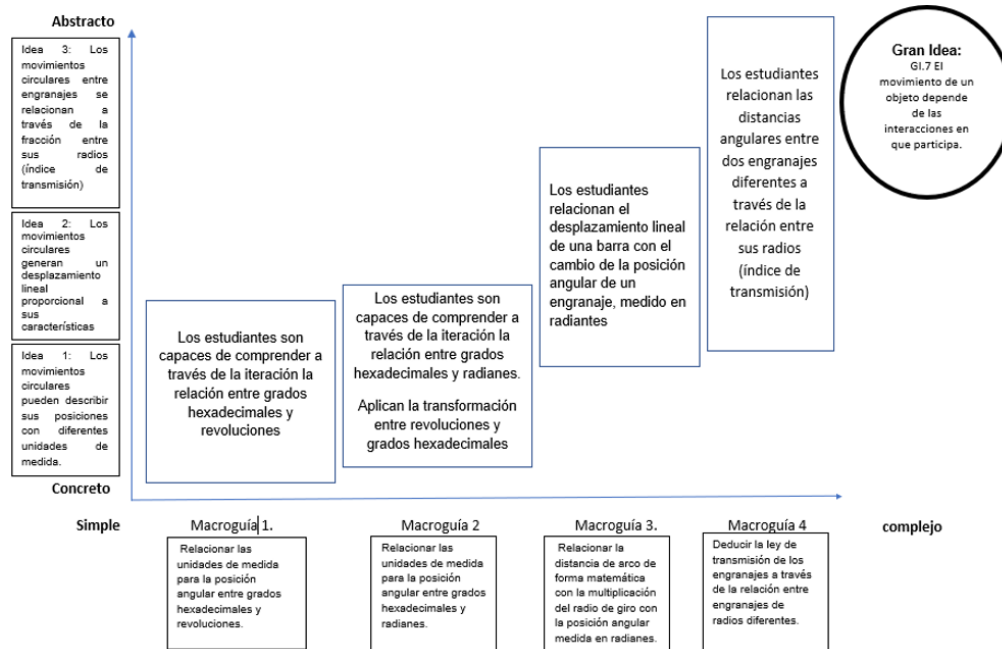 Abstracto
Idea 3: Los
movimientos
circulares entre
engranajes se
relacionan a
través de la
fracción entre
sus radios
(índice de
transmisión)
Idea 2: Los
movimientos
circulares
generan un
desplazamiento
lineal
proporcional a
sus
características
Idea 1: Los
movimientos
circulares
pueden describir
sus posiciones
con diferentes
unidades de
medida.
Concreto
Los estudiantes son
capaces de comprender a
través de la iteración la
relación entre grados
hexadecimales y
revoluciones
Los estudiantes son
capaces de comprender a
través de la iteración la
relación entre grados
hexadecimales y radianes.
Aplican la transformación
entre revoluciones y
grados hexadecimales
Los estudiantes
relacionan el
desplazamiento lineal
de una barra con el
cambio de la posición
angular de un
engranaje, medido en
radiantes
Los estudiantes
relacionan las
distancias
angulares entre
dos engranajes
diferentes a
través de la
relación entre
sus radios
(índice de
transmisión)
Gran Idea:
GI.7 El
movimiento de un
objeto depende
de las
interacciones en
que participa.
Simple
Macroguía 1.
Macroguía 2
Macroguía 3.
Macroguía 4
complejo
Relacionar las
unidades de medida
para la posición
angular entre grados
hexadecimales y
revoluciones.
Relacionar las
unidades de medida
para la posición
angular entre grados
hexadecimales y
radianes.
Relacionar la
distancia de arco de
forma matemática
con la multiplicación
del radio de giro con
la posición angular
medida en radianes.
Deducir la ley de
transmisión de los
engranajes a través
de la relación entre
engranajes de
radios diferentes.